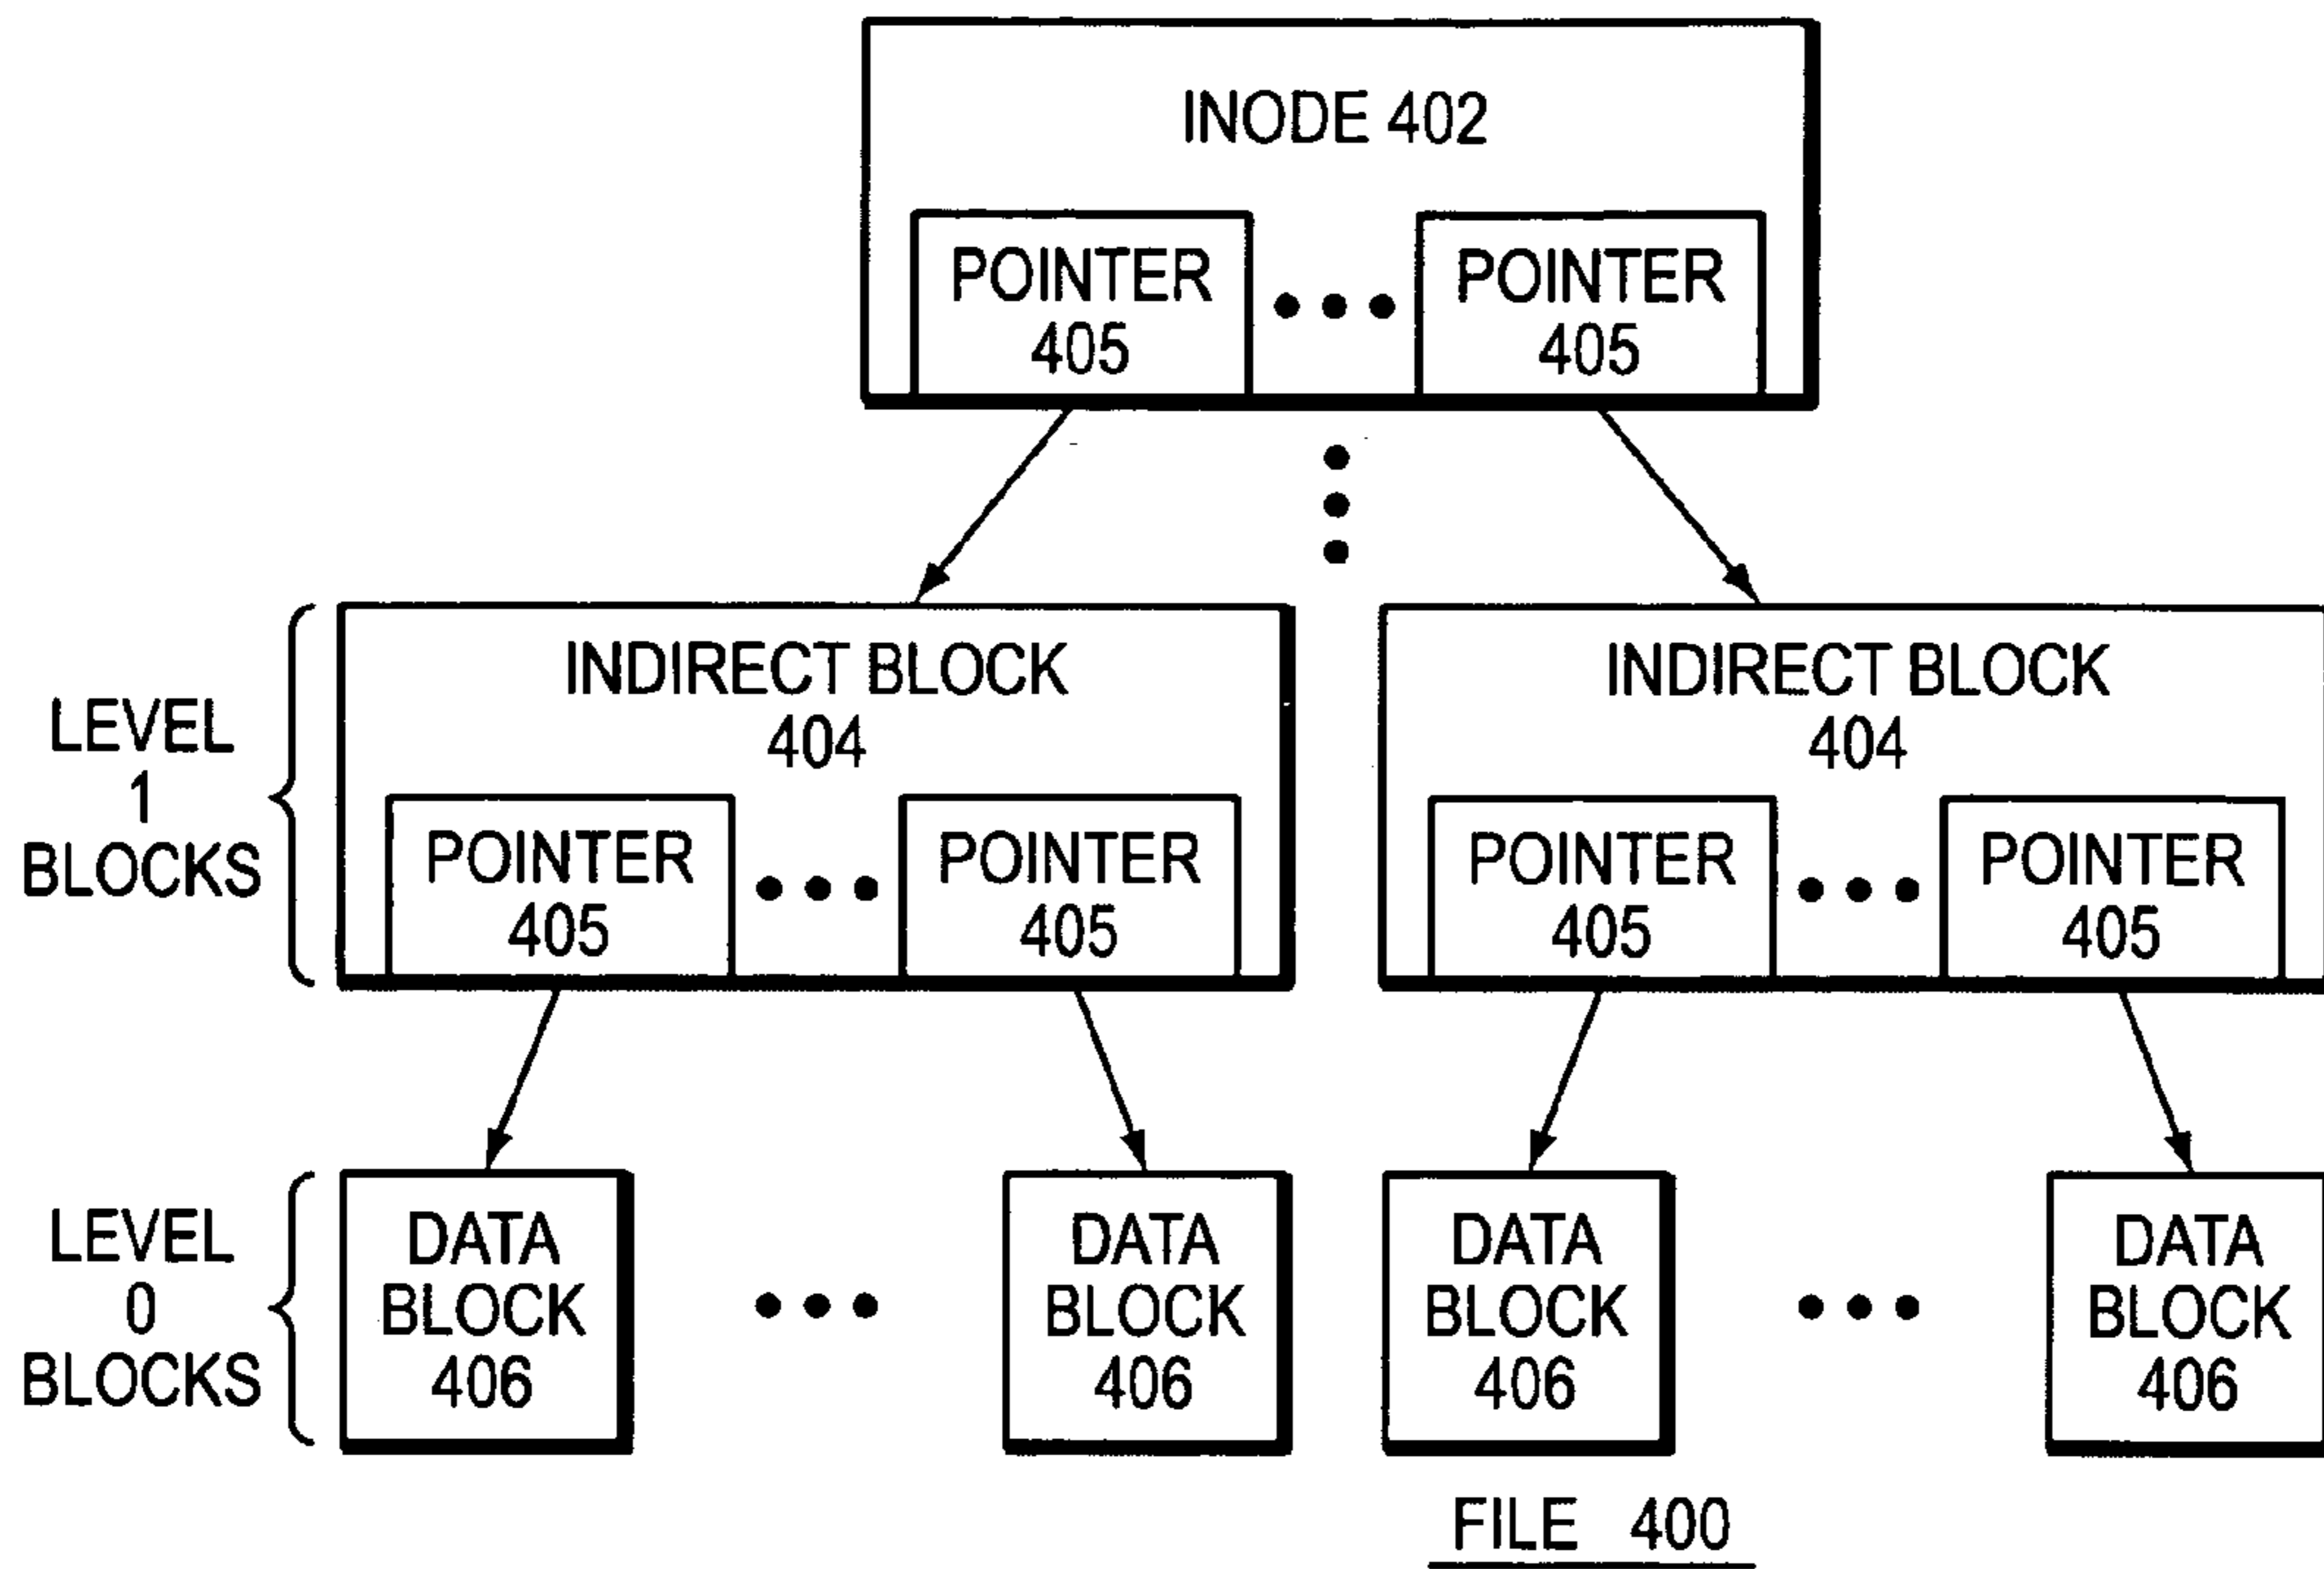 INODE 402
POINTER
405
POINTER
405
LEVEL
1
BLOCKS
INDIRECT BLOCK
404
POINTER
405
POINTER
405
INDIRECT BLOCK
404
POINTER
405
POINTER
405
LEVEL
0
BLOCKS
DATA
BLOCK
406
DATA
BLOCK
406
DATA
BLOCK
406
DATA
BLOCK
406
FILE 400